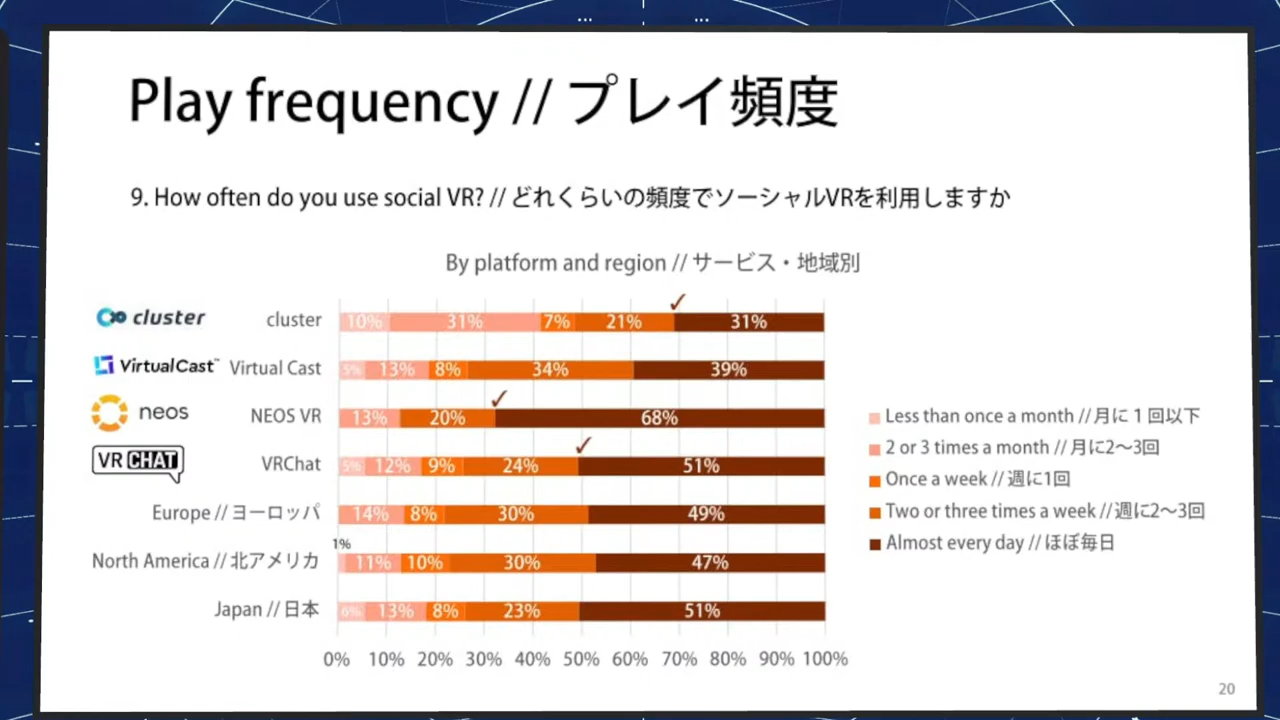 Play frequency // プレイ頻度
9. How often do you use social VR? // どれくらいの頻度でソーシャルVRを利用しますか
By platform and region // サービス・地域別
cluster cluster 10% 31% 7% 21% 31%
VirtualCast™ Virtual Cast 5% 13% 8% 34% 39%
neos NEOS VR 13% 20% 68%
VRCHAT VRChat 5% 12% 9% 24% 51%
Europe // ヨーロッパ 14% 8% 30% 49%
1%
North America // 北アメリカ 11% 10% 30% 47%
Japan // 日本 6% 13% 8% 23% 51%
0% 10% 20% 30% 40% 50% 60% 70% 80% 90% 100%
Less than once a month // 月に 1 回以下
2 or 3 times a month // 月に2〜3回
Once a week // 週に1回
Two or three times a week // 週に2〜3回
Almost every day // ほぼ毎日
20